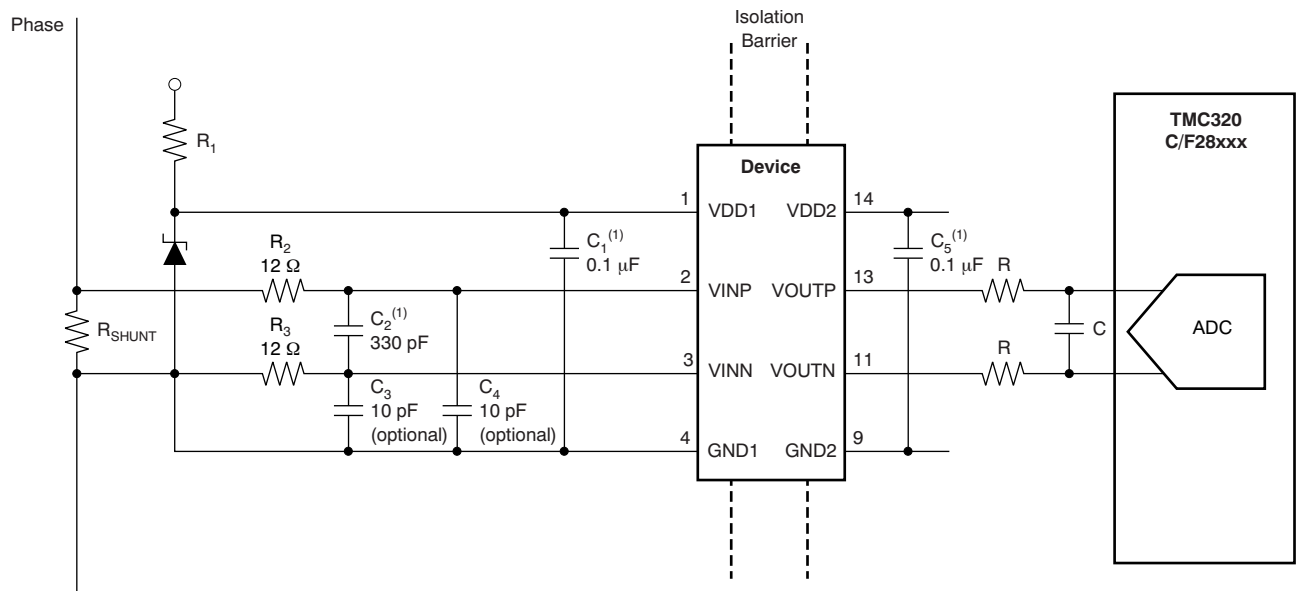 Phase
Isolation
Barrier
R1
TMC320
C/F28xxx
Device
1
VDD1
VDD2
14
R2
12 Ω
C1(1)
0.1 μF
C5(1)
0.1 μF
R
2
VINP
VOUTP
13
RSHUNT
R3
12 Ω
C2(1)
330 pF
C
ADC
R
3
VINN
VOUTN
11
C3
10 pF
(optional)
C4
10 pF
(optional)
4
GND1
GND2
9